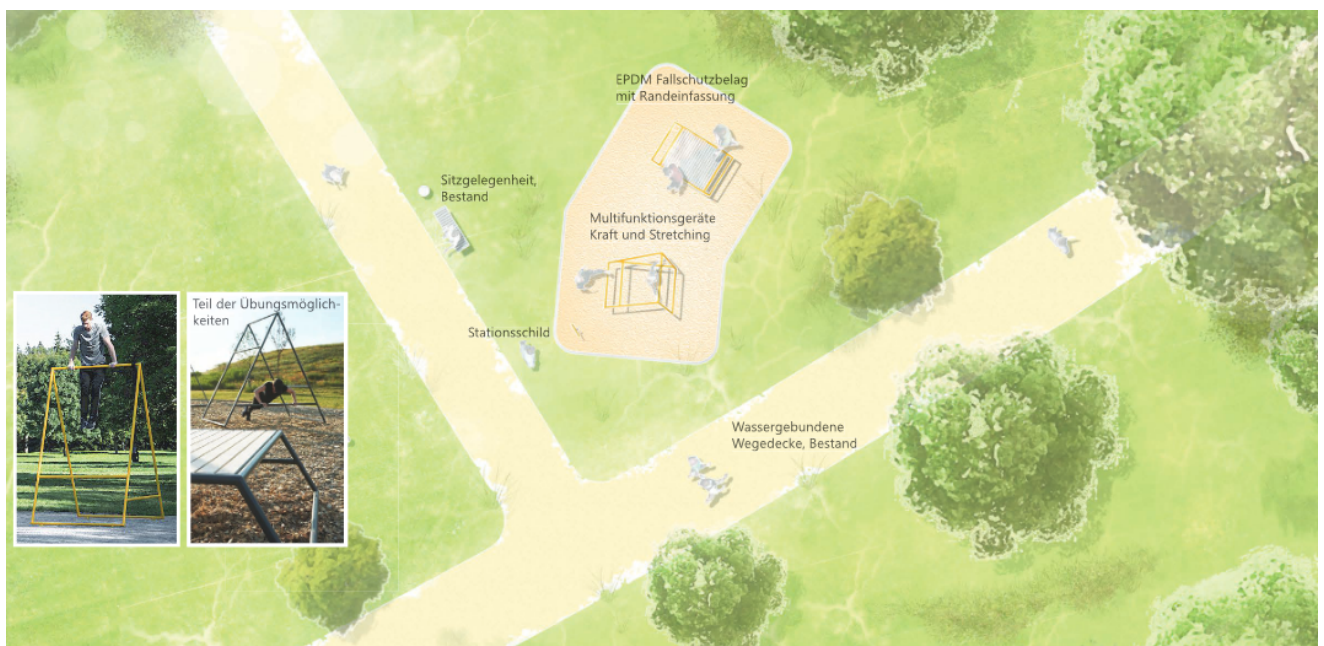 EPDM Fallschutzbelag
mit Randeinfassung
Sitzgelegenheit,
Bestand
Multifunktionsgeräte
Kraft und Stretching
Teil der Übungsmöglich-
keiten
Stationsschild
Wassergebundene
Wegedecke, Bestand